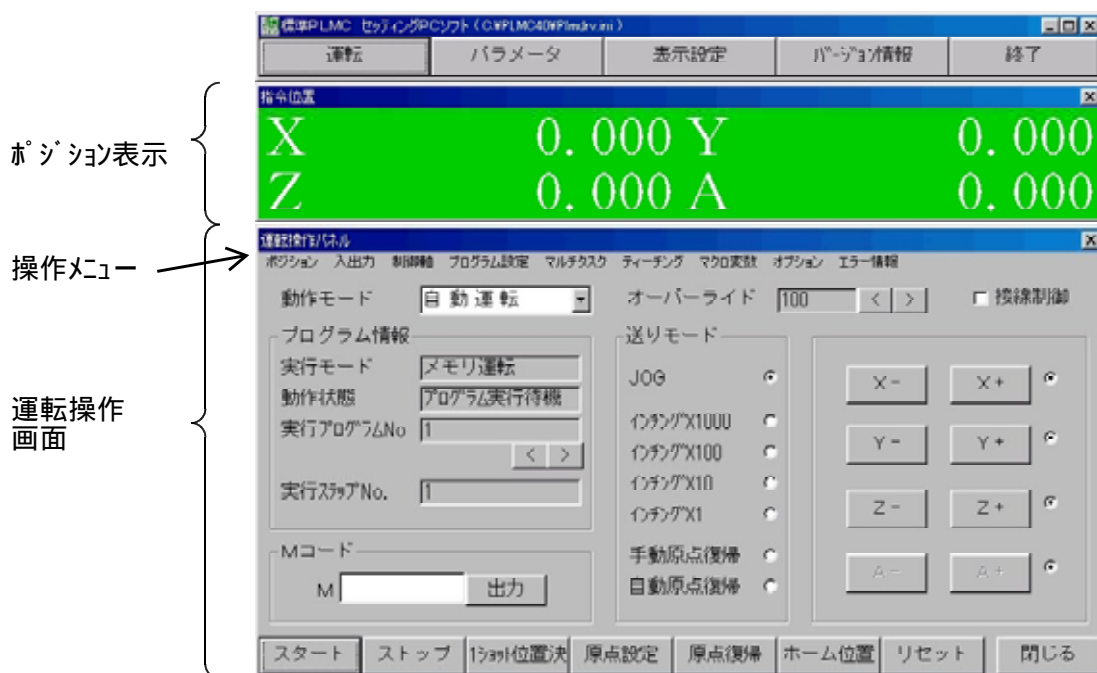 標準PLMC セッティングPCソフト（C:¥PLMC40¥Plmdrv.ini）
運転 パラメータ 表示設定 バージョン情報 終了
指令位置
X 0.000 Y 0.000
Z 0.000 A 0.000
ポジション表示
運転操作パネル
操作メニュー
ポジション 入出力 制御軸 プログラム設定 マルチタスク ティーチング マクロ変数 オプション エラー情報
動作モード 自動運転 オーバーライド 100 < > 接線制御
プログラム情報
実行モード メモリ運転
動作状態 プログラム実行待機
実行プログラムNo 1
< >
実行ステップNo. 1
Mコード
M 出力
送りモード
JOG
インチングX1000
インチングX100
インチングX10
インチングX1
手動原点復帰
自動原点復帰
X- X+
Y- Y+
Z- Z+
A- A+
運転操作
画面
スタート ストップ 1ショット位置決 原点設定 原点復帰 ホーム位置 リセット 閉じる